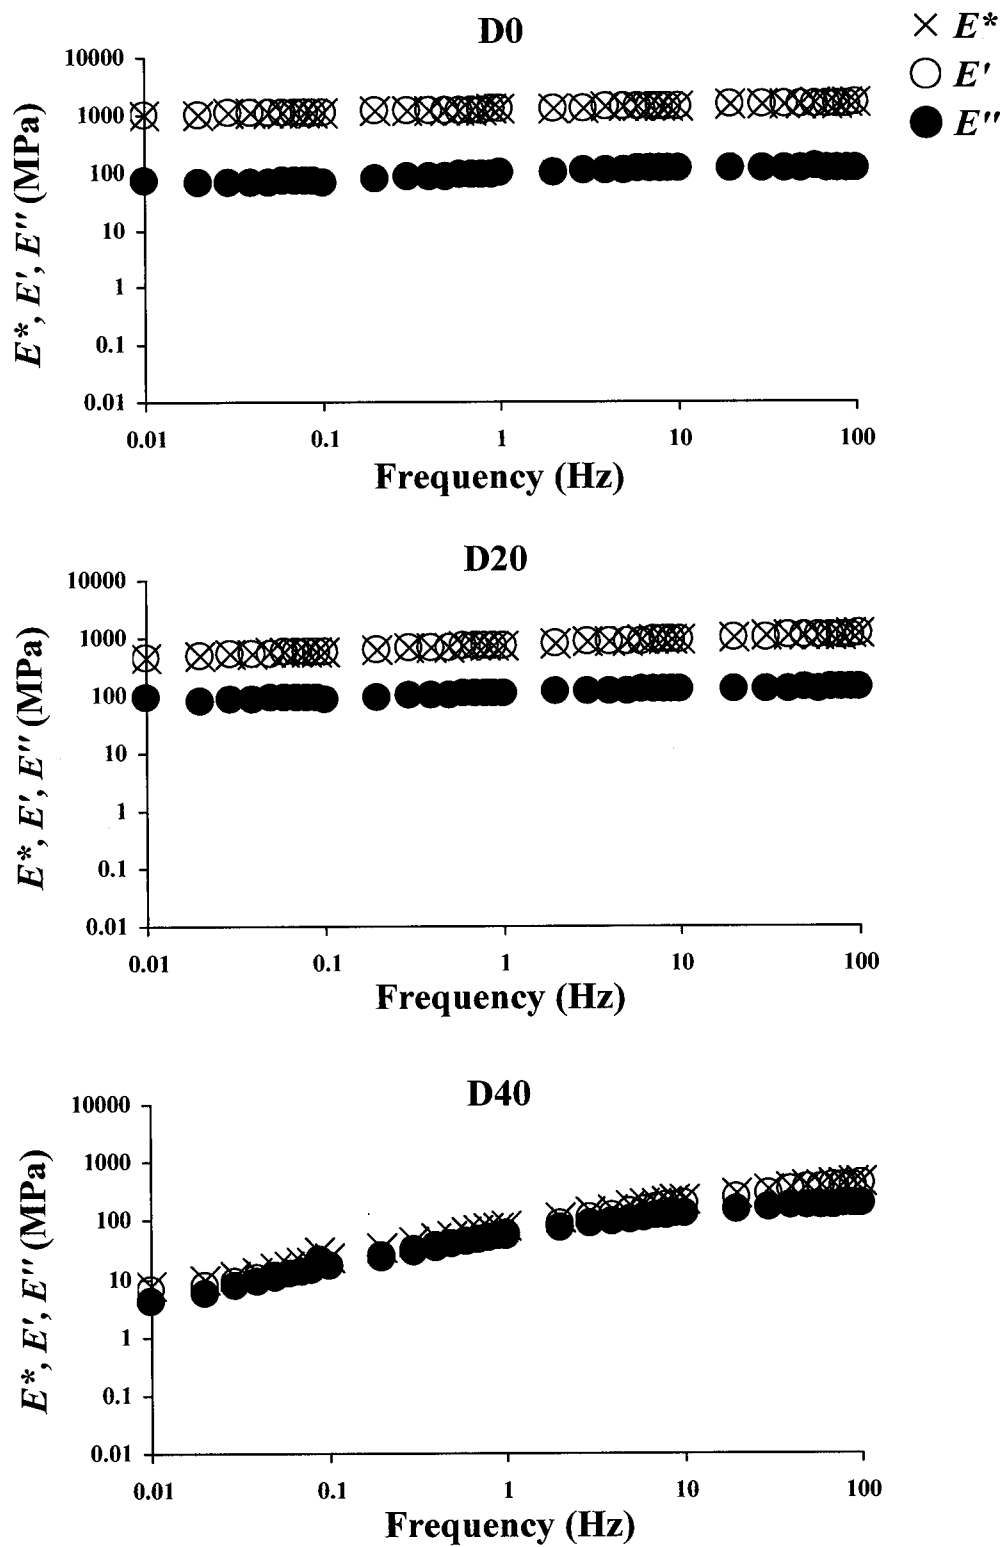 D0
× E*
○ E'
● E''
10000
1000
100
10
1
0.1
0.01
E*, E', E'' (MPa)
0.01 0.1 1 10 100
Frequency (Hz)
D20
10000
1000
100
10
1
0.1
0.01
E*, E', E'' (MPa)
0.01 0.1 1 10 100
Frequency (Hz)
D40
10000
1000
100
10
1
0.1
0.01
E*, E', E'' (MPa)
0.01 0.1 1 10 100
Frequency (Hz)